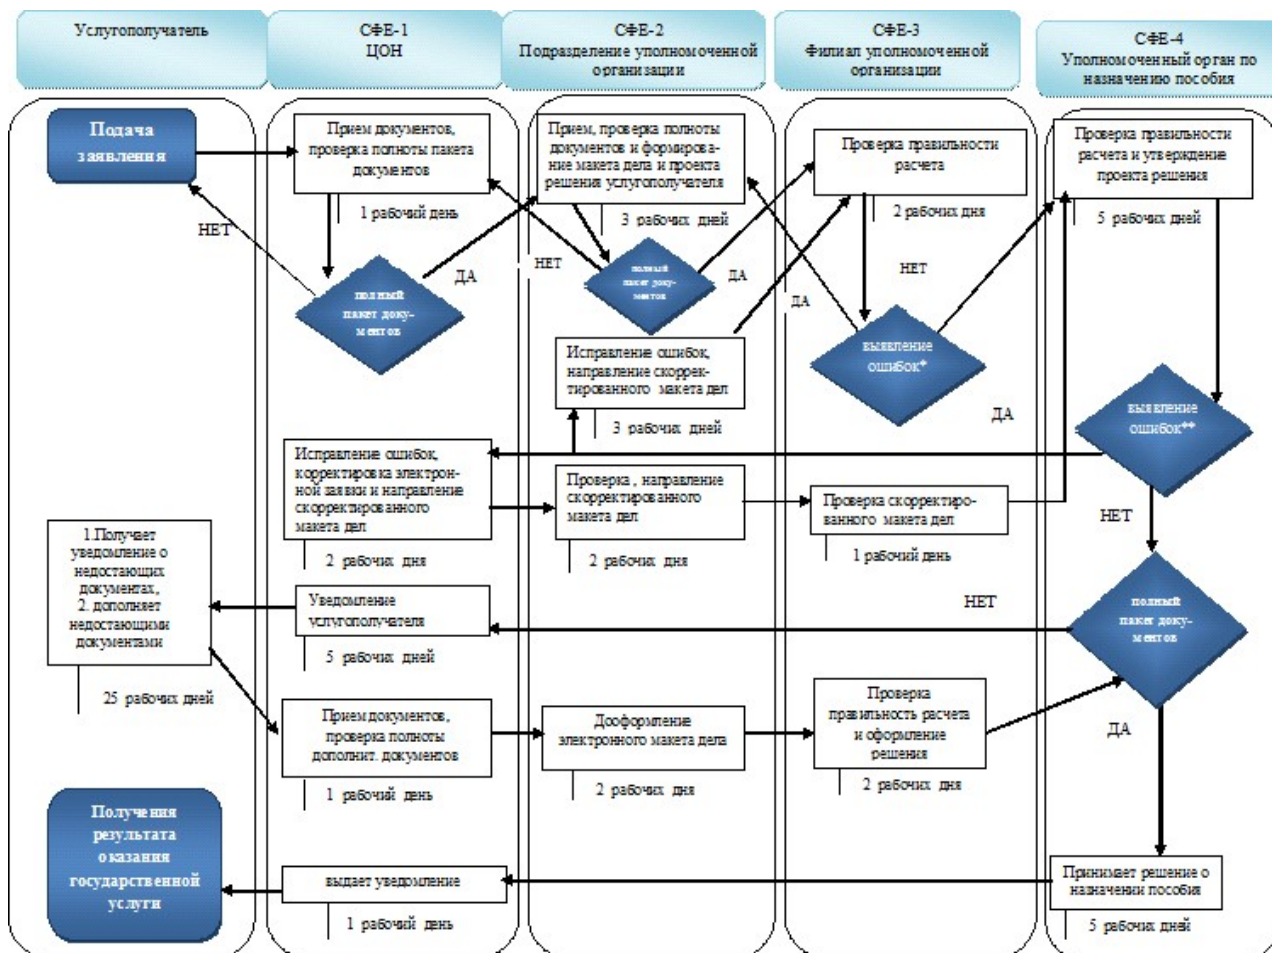 Услугополучатель
СФЕ-1
ЦОН
СФЕ-2
Подразделение уполномоченной
организации
СФЕ-3
Филиал уполномоченной
организации
СФЕ-4
Уполномоченный орган по
назначению пособия
Подача
заявления
Прием документов,
проверка полноты пакета
документов
1 рабочий день
Прием, проверка полноты
документов и формирова-
ние макета дела и проекта
решения услугополучателя
3 рабочих дней
Проверка правильности
расчета
2 рабочих дня
Проверка правильности
расчета и утверждение
проекта решения
5 рабочих дней
НЕТ
полный
пакет доку-
ментов
ДА
НЕТ
полный
пакет доку-
ментов
ДА
ДА
НЕТ
выявление
ошибок*
ДА
выявление
ошибок**
Исправление ошибок,
направление скоррек-
тированного макета дел
3 рабочих дней
Исправление ошибок,
корректировка электрон-
ной заявки и направление
скорректированного
макета дел
2 рабочих дня
Проверка , направление
скорректированного
макета дел
2 рабочих дня
Проверка скорректиро-
ванного макета дел
1 рабочий день
НЕТ
1.Получает
уведомление о
недостающих
документах,
2. дополняет
недостающими
документами
25 рабочих дней
Уведомление
услугополучателя
5 рабочих дней
НЕТ
полный
пакет доку-
ментов
Прием документов,
проверка полноты
дополнит. документов
1 рабочий день
Дооформление
электронного макета дела
2 рабочих дня
Проверка
правильность расчета
и оформление
решения
2 рабочих дня
ДА
Получения
результата
оказания
государственной
услуги
выдает уведомление
1 рабочий день
Принимает решение о
назначении пособия
5 рабочих дней